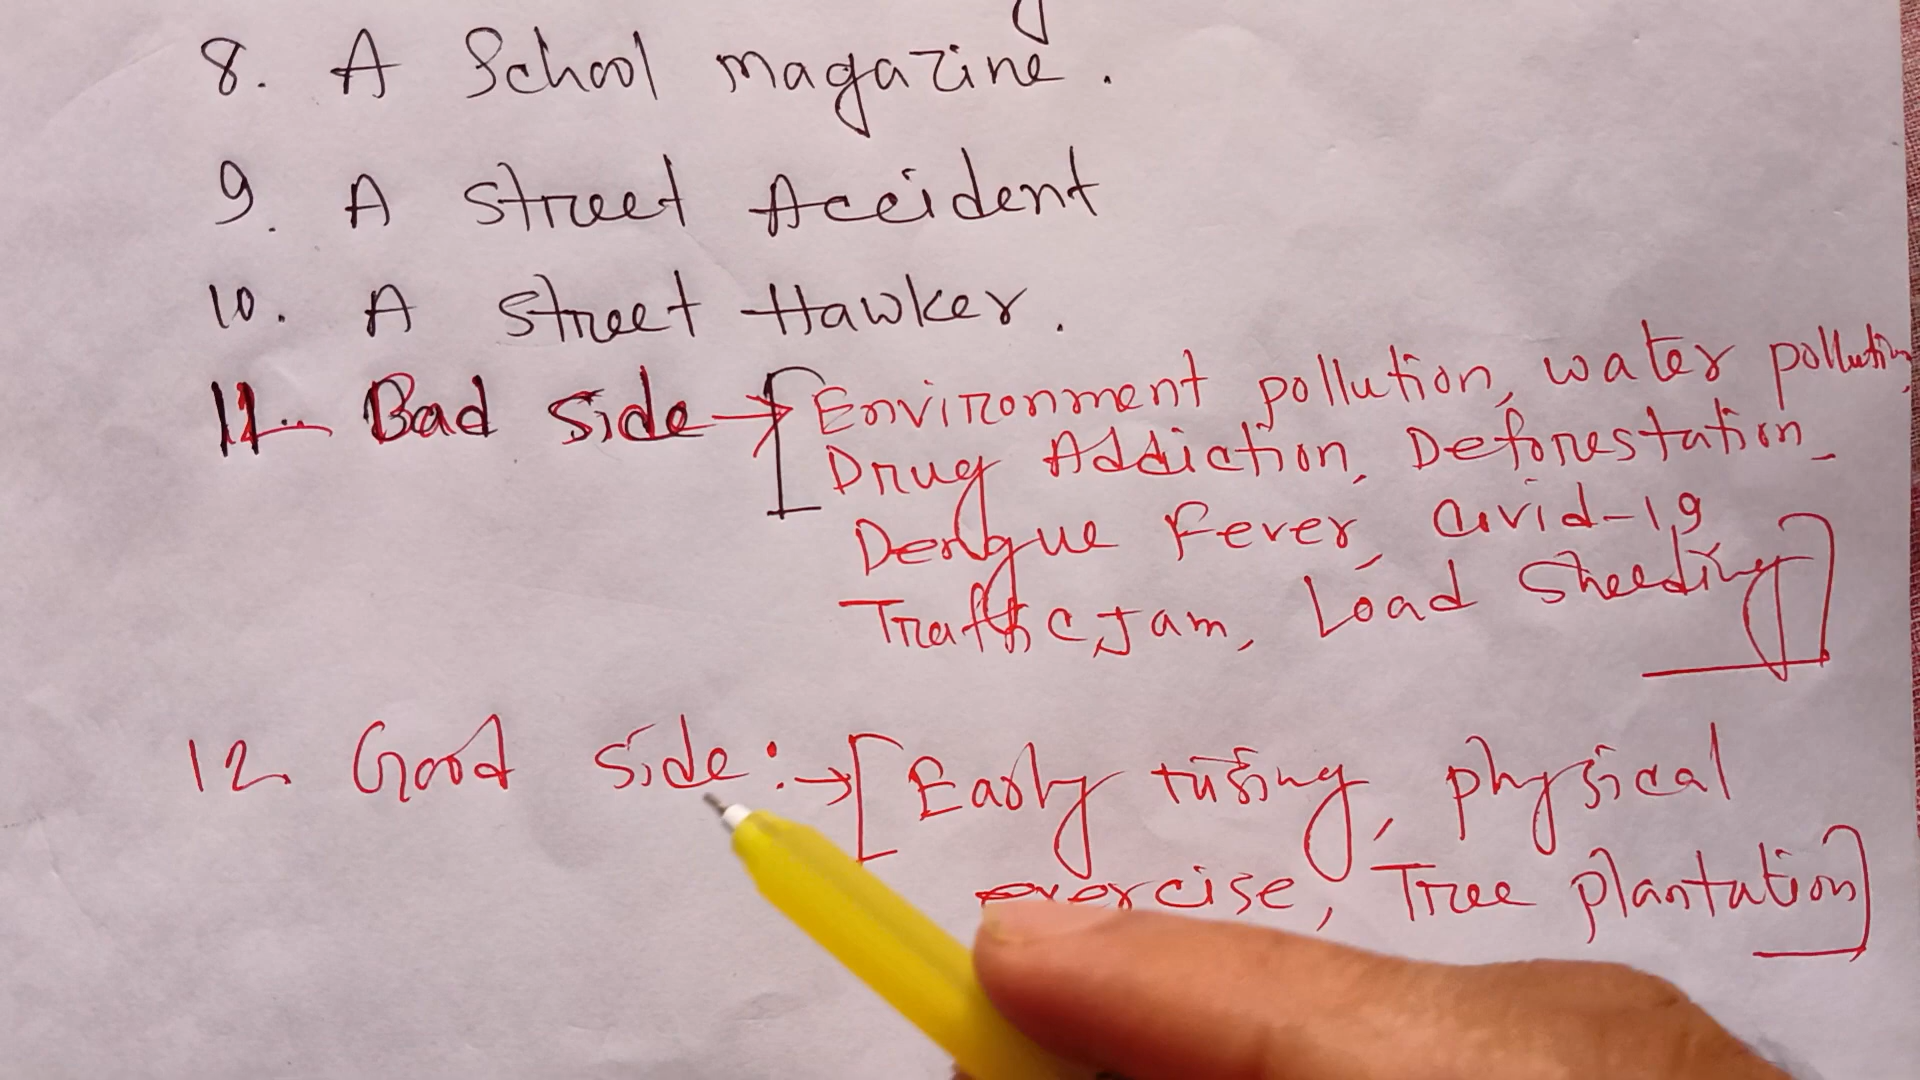 8. A School magazine.
9. A street Accident
10. A street Hawker.
11. Bad side → [Environment pollution, water pollution,
Drug Addiction, Deforestation
Dengue Fever, Covid-19
Traffic Jam, Load Sheeding]
12. Good side :→ [Early rising, physical
exercise, Tree plantation]